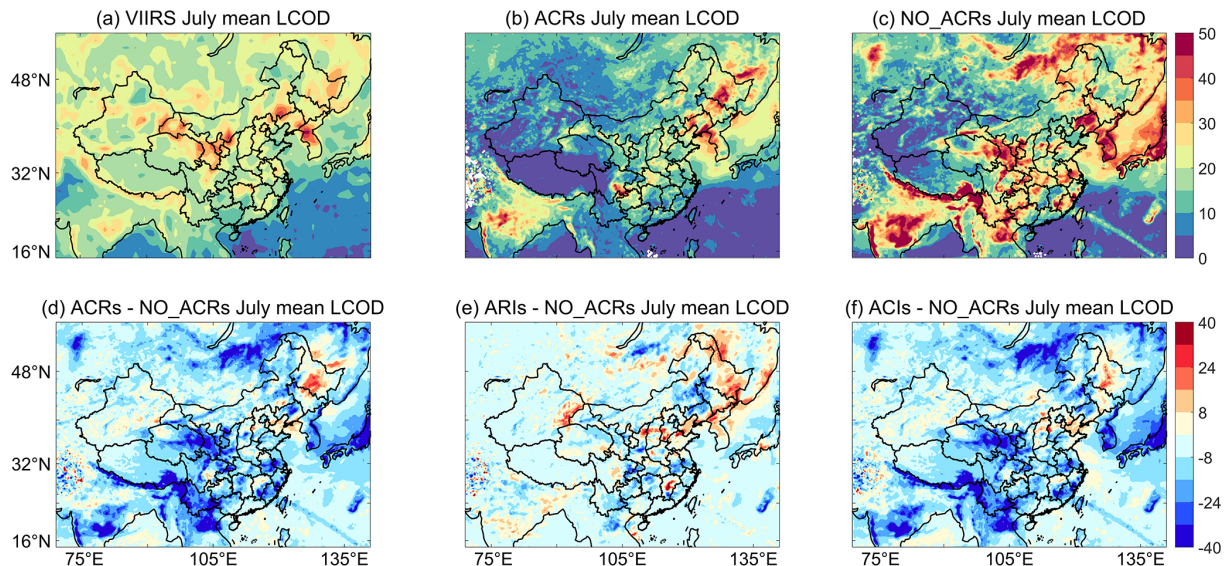 (a) VIIRS July mean LCOD
(b) ACRs July mean LCOD
(c) NO_ACRs July mean LCOD
48°N
32°N
16°N
50
40
30
20
10
0
(d) ACRs - NO_ACRs July mean LCOD
(e) ARIs - NO_ACRs July mean LCOD
(f) ACIs - NO_ACRs July mean LCOD
48°N
32°N
16°N
40
24
8
-8
-24
-40
75°E
105°E
135°E
75°E
105°E
135°E
75°E
105°E
135°E